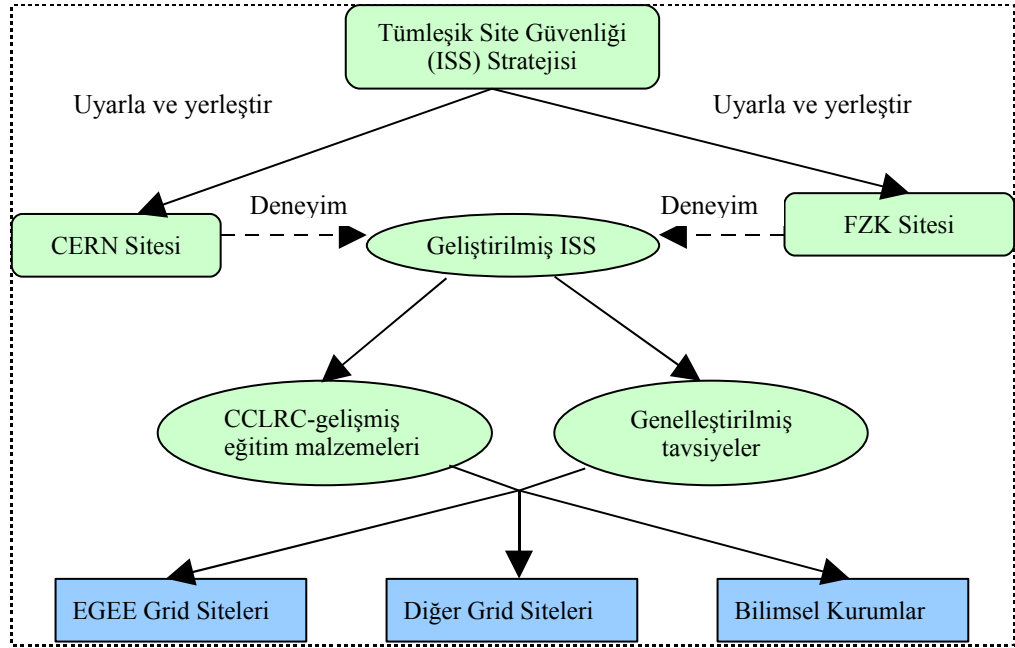 Tümleşik Site Güvenliği
(ISS) Stratejisi
Uyarla ve yerleştir
Uyarla ve yerleştir
Deneyim
Deneyim
CERN Sitesi
Geliştirilmiş ISS
FZK Sitesi
CCLRC-gelişmiş
eğitim malzemeleri
Genelleştirilmiş
tavsiyeler
EGEE Grid Siteleri
Diğer Grid Siteleri
Bilimsel Kurumlar